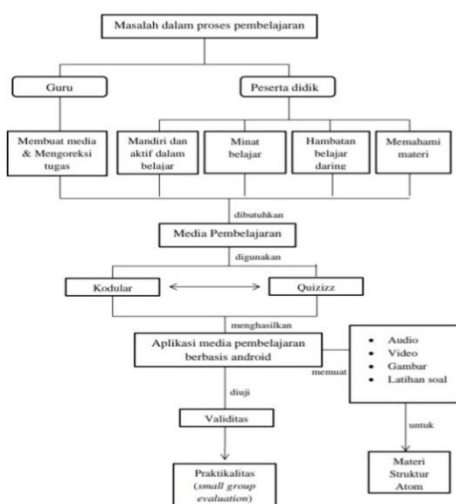 Masalah dalam proses pembelajaran
Guru
Peserta didik
Membuat media
& Mengoreksi
tugas
Mandiri dan
aktif dalam
belajar
Minat
belajar
Hambatan
belajar
daring
Memahami
materi
dibutuhkan
Media Pembelajaran
digunakan
Kodular
Quizizz
menghasilkan
Aplikasi media pembelajaran
berbasis android
memuat
• Audio
• Video
• Gambar
• Latihan soal
diuji
untuk
Validitas
Materi
Struktur
Atom
Praktikalitas
(small group
evaluation)